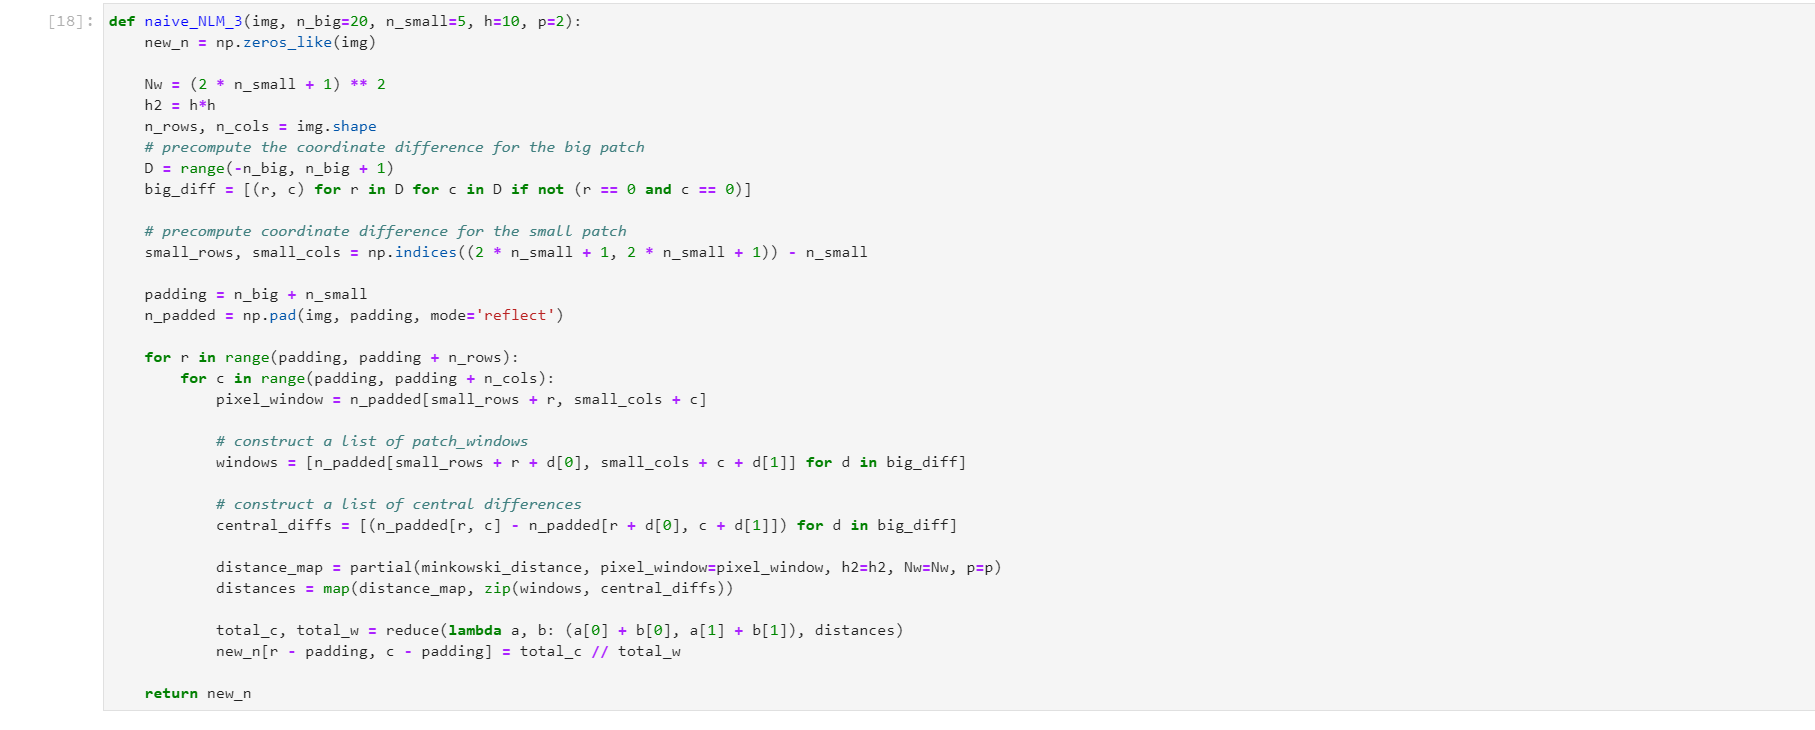 [18]: def naive_NLM_3(img, n_big=20, n_small=5, h=10, p=2):
    new_n = np.zeros_like(img)

    Nw = (2 * n_small + 1) ** 2
    h2 = h*h
    n_rows, n_cols = img.shape
    # precompute the coordinate difference for the big patch
    D = range(-n_big, n_big + 1)
    big_diff = [(r, c) for r in D for c in D if not (r == 0 and c == 0)]

    # precompute coordinate difference for the small patch
    small_rows, small_cols = np.indices((2 * n_small + 1, 2 * n_small + 1)) - n_small

    padding = n_big + n_small
    n_padded = np.pad(img, padding, mode='reflect')

    for r in range(padding, padding + n_rows):
        for c in range(padding, padding + n_cols):
            pixel_window = n_padded[small_rows + r, small_cols + c]

            # construct a list of patch_windows
            windows = [n_padded[small_rows + r + d[0], small_cols + c + d[1]] for d in big_diff]

            # construct a list of central differences
            central_diffs = [(n_padded[r, c] - n_padded[r + d[0], c + d[1]]) for d in big_diff]

            distance_map = partial(minkowski_distance, pixel_window=pixel_window, h2=h2, Nw=Nw, p=p)
            distances = map(distance_map, zip(windows, central_diffs))

            total_c, total_w = reduce(lambda a, b: (a[0] + b[0], a[1] + b[1]), distances)
            new_n[r - padding, c - padding] = total_c // total_w

    return new_n